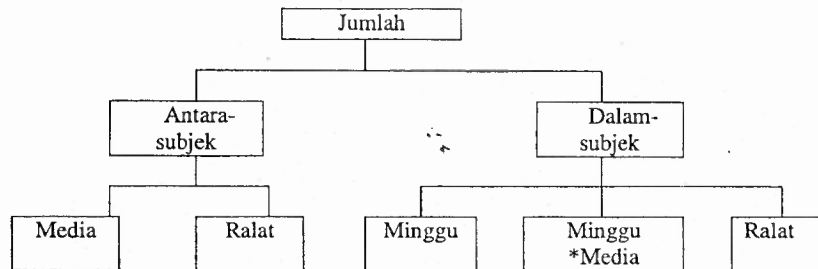 Jumlah
Antara-
subjek
Dalam-
subjek
Media
Ralat
Minggu
Minggu
*Media
Ralat